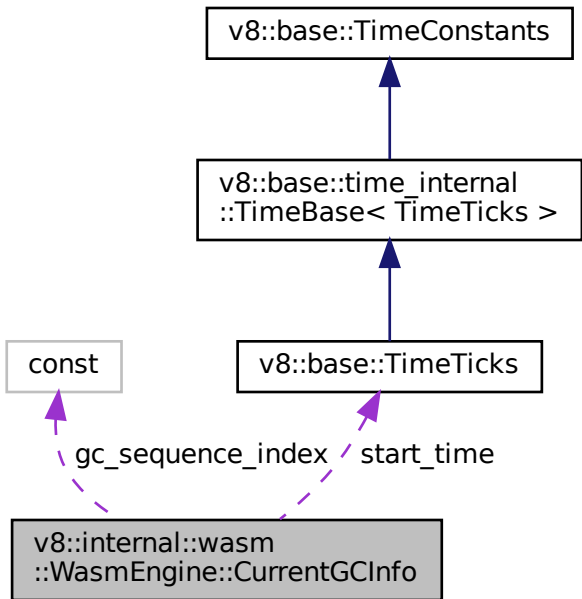 v8::base::TimeConstants
v8::base::time_internal
::TimeBase< TimeTicks >
const
v8::base::TimeTicks
gc_sequence_index
start_time
v8::internal::wasm
::WasmEngine::CurrentGCInfo